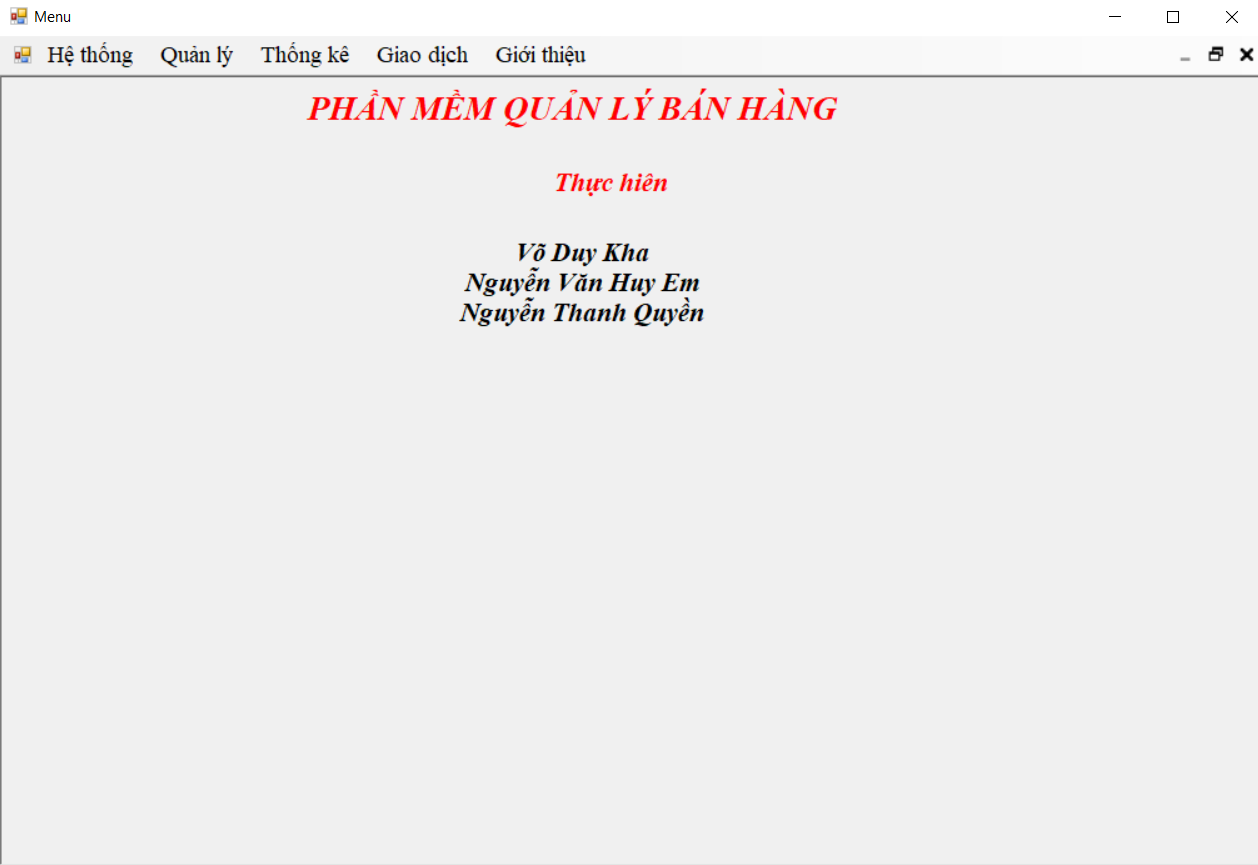 Menu
Hệ thống Quản lý Thống kê Giao dịch Giới thiệu
PHẦN MỀM QUẢN LÝ BÁN HÀNG
Thực hiên
Võ Duy Kha
Nguyễn Văn Huy Em
Nguyễn Thanh Quyền